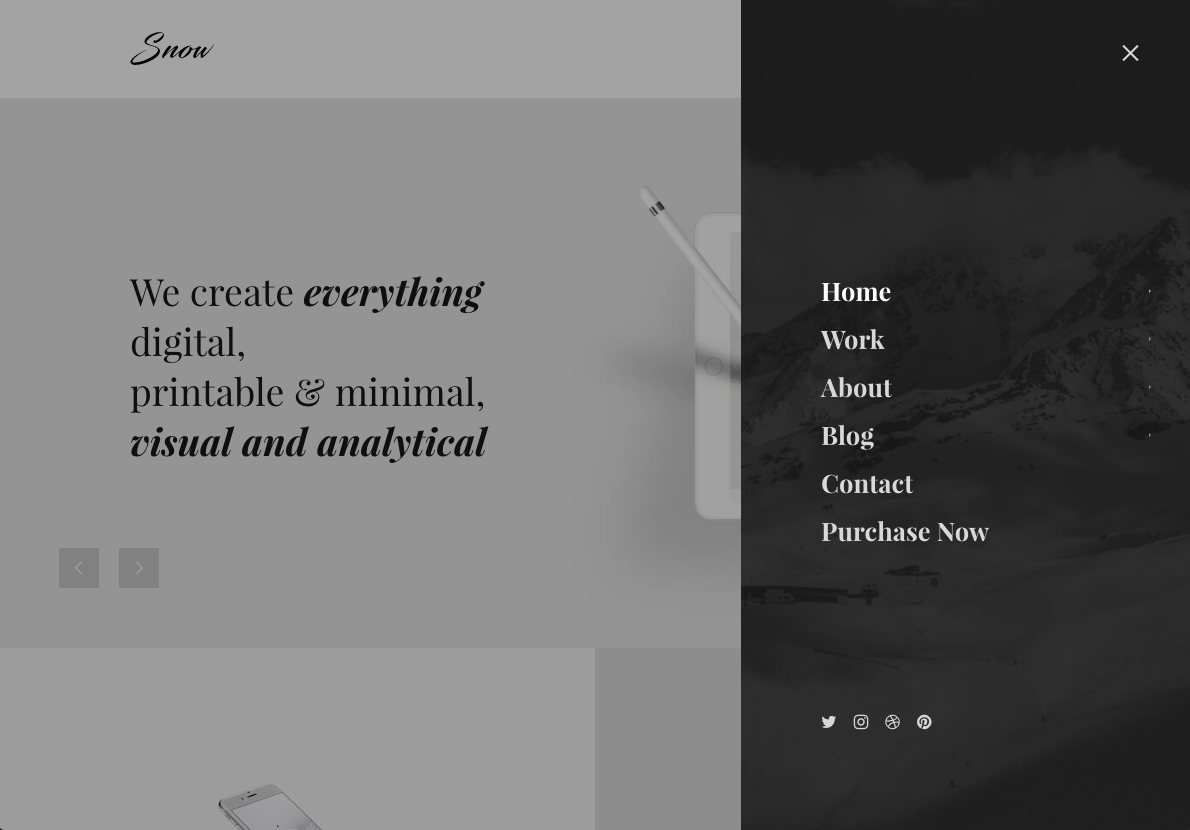 Snow
We create everything
digital,
printable & minimal,
visual and analytical
Home
Work
About
Blog
Contact
Purchase Now